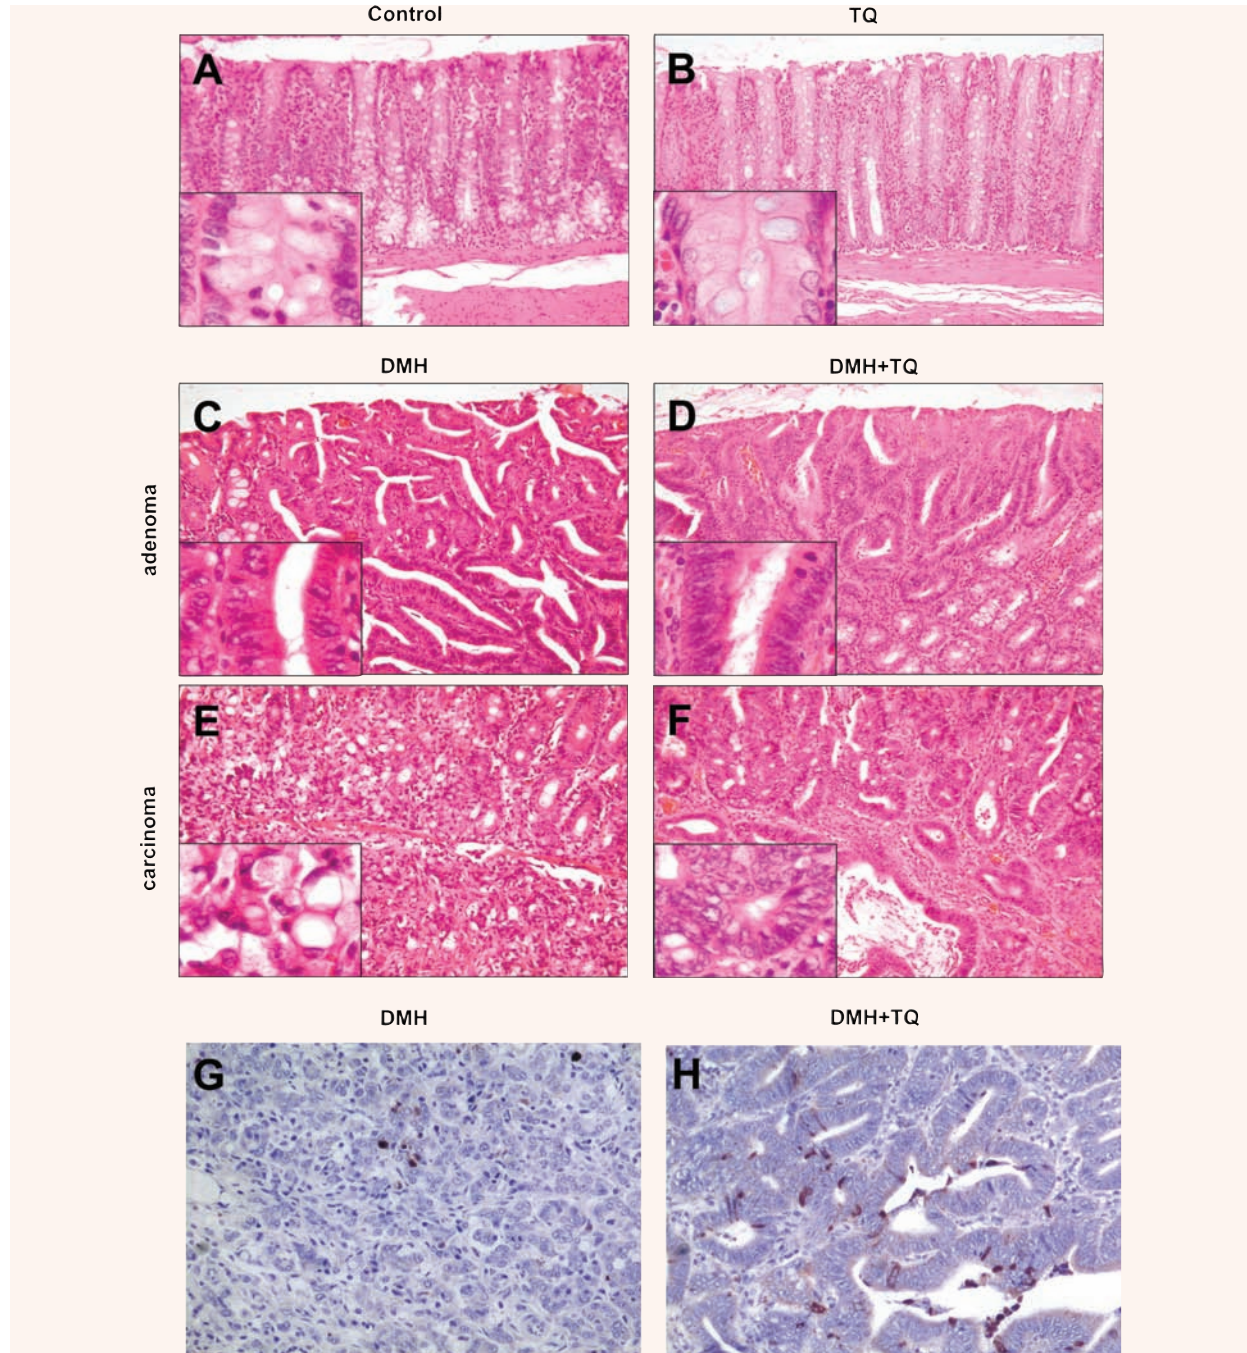 Control TQ
A B
DMH DMH+TQ
C D
adenoma
E F
carcinoma
DMH DMH+TQ
G H